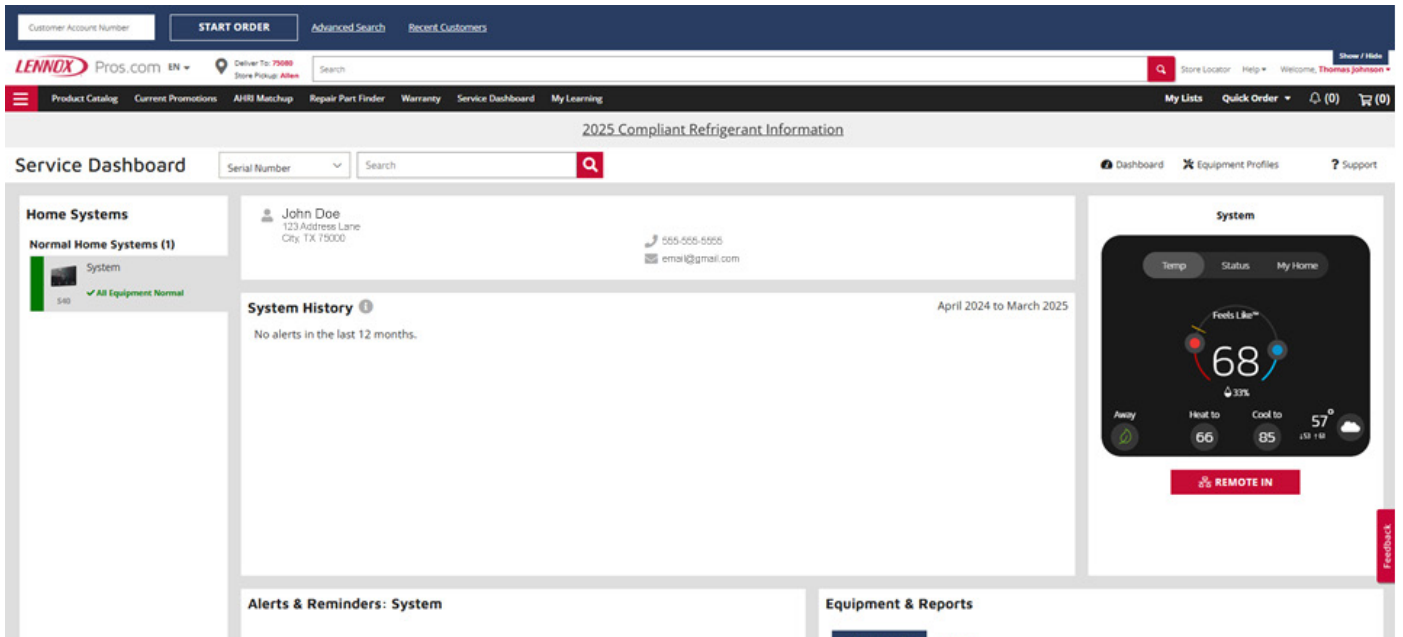 Customer Account Number START ORDER Advanced Search Recent Customers
Show / Hide
LENNOX Pros.com EN Deliver To: 75080
Store Pickup: Allen
Search
Store Locator Help Welcome, Thomas Johnson
Product Catalog Current Promotions AHRI Matchup Repair Part Finder Warranty Service Dashboard My Learning My Lists Quick Order (0) (0)
2025 Compliant Refrigerant Information
Service Dashboard Serial Number Search Dashboard Equipment Profiles ? Support
Home Systems
Normal Home Systems (1)
System
S40
All Equipment Normal
John Doe
123 Address Lane
City, TX 75000
555-555-5555
email@gmail.com
System History
April 2024 to March 2025
No alerts in the last 12 months.
System
Temp Status My Home
Feels Like™
68
33%
Away Heat to Cool to
66 85 57°
↓53 ↑61
REMOTE IN
Feedback
Alerts & Reminders: System
Equipment & Reports